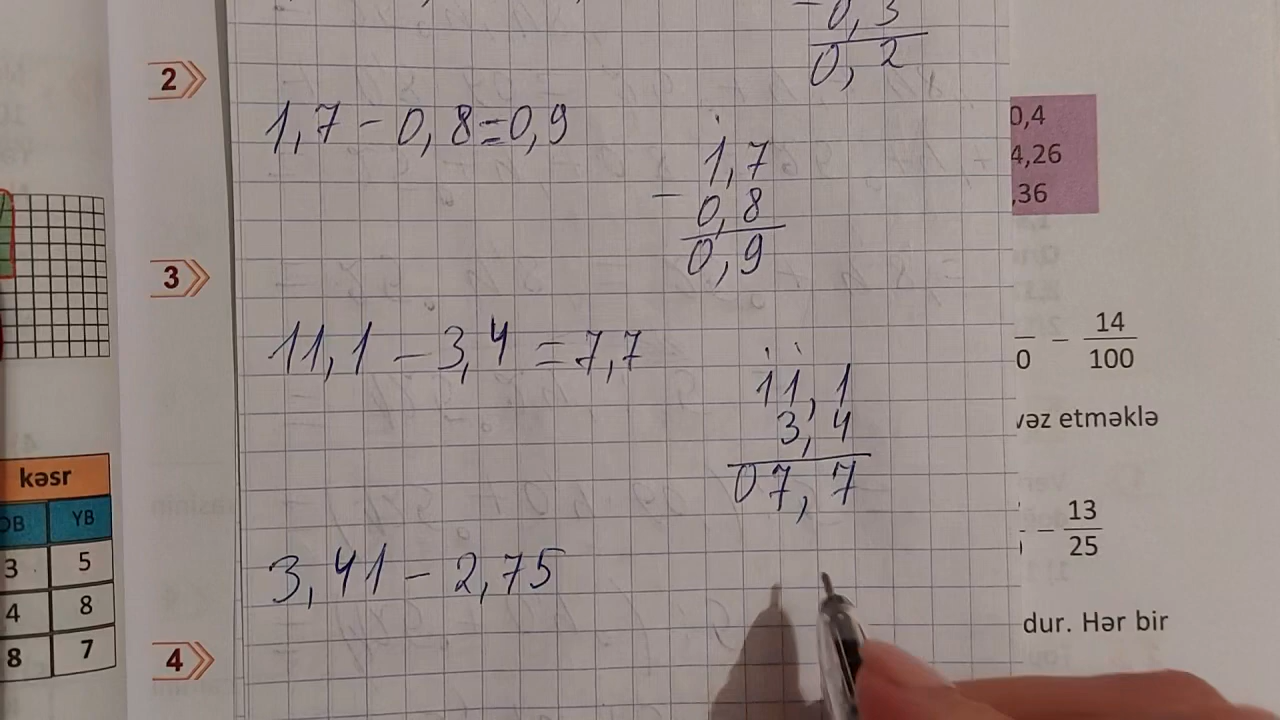 0,3
0,2
2
1,7 - 0,8 = 0,9
1,7
- 0,8
0,9
3
11,1 - 3,4 = 7,7
11,1
3,4
07,7
3,41 - 2,75
4
kəsr
YB
3 5
4 8
8 7
0,4
4,26
,36
0 - 14/100
vəz etməklə
- 13/25
dur. Hər bir